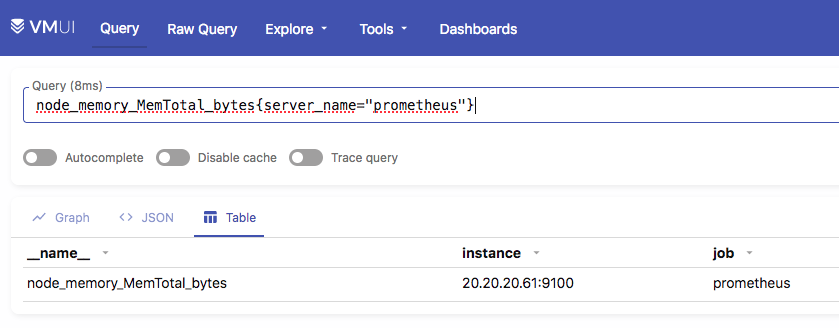 VMUI Query Raw Query Explore Tools Dashboards
Query (8ms)
node_memory_MemTotal_bytes{server_name="prometheus"}
Autocomplete Disable cache Trace query
Graph <> JSON Table
__name__ instance job
node_memory_MemTotal_bytes 20.20.20.61:9100 prometheus